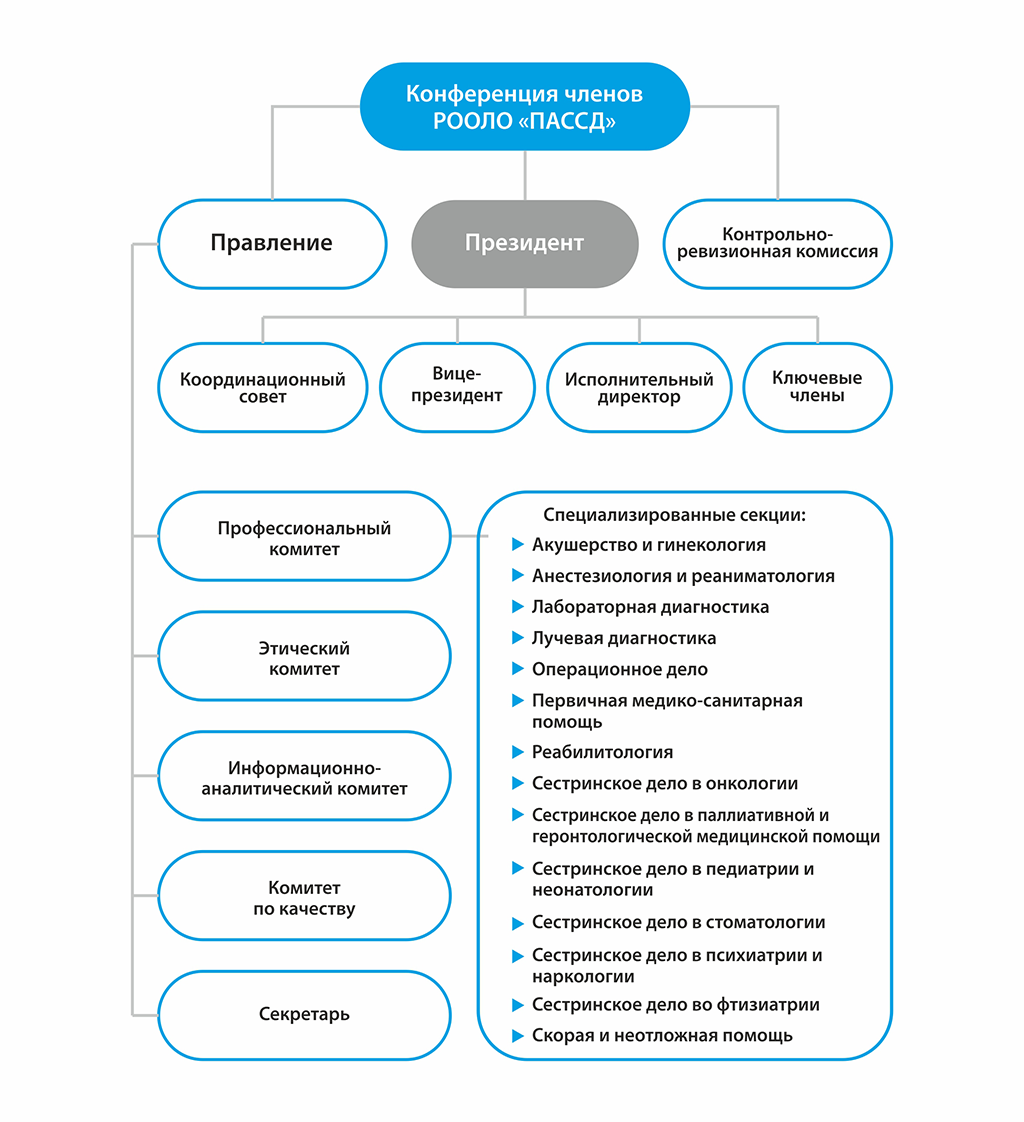 Конференция членов
РООЛО «ПАССД»
Правление
Президент
Контрольно-
ревизионная комиссия
Координационный
совет
Вице-
президент
Исполнительный
директор
Ключевые
члены
Профессиональный
комитет
Этический
комитет
Информационно-
аналитический комитет
Комитет
по качеству
Секретарь
Специализированные секции:
Акушерство и гинекология
Анестезиология и реаниматология
Лабораторная диагностика
Лучевая диагностика
Операционное дело
Первичная медико-санитарная
помощь
Реабилитология
Сестринское дело в онкологии
Сестринское дело в паллиативной и
геронтологической медицинской помощи
Сестринское дело в педиатрии и
неонатологии
Сестринское дело в стоматологии
Сестринское дело в психиатрии и
наркологии
Сестринское дело во фтизиатрии
Скорая и неотложная помощь